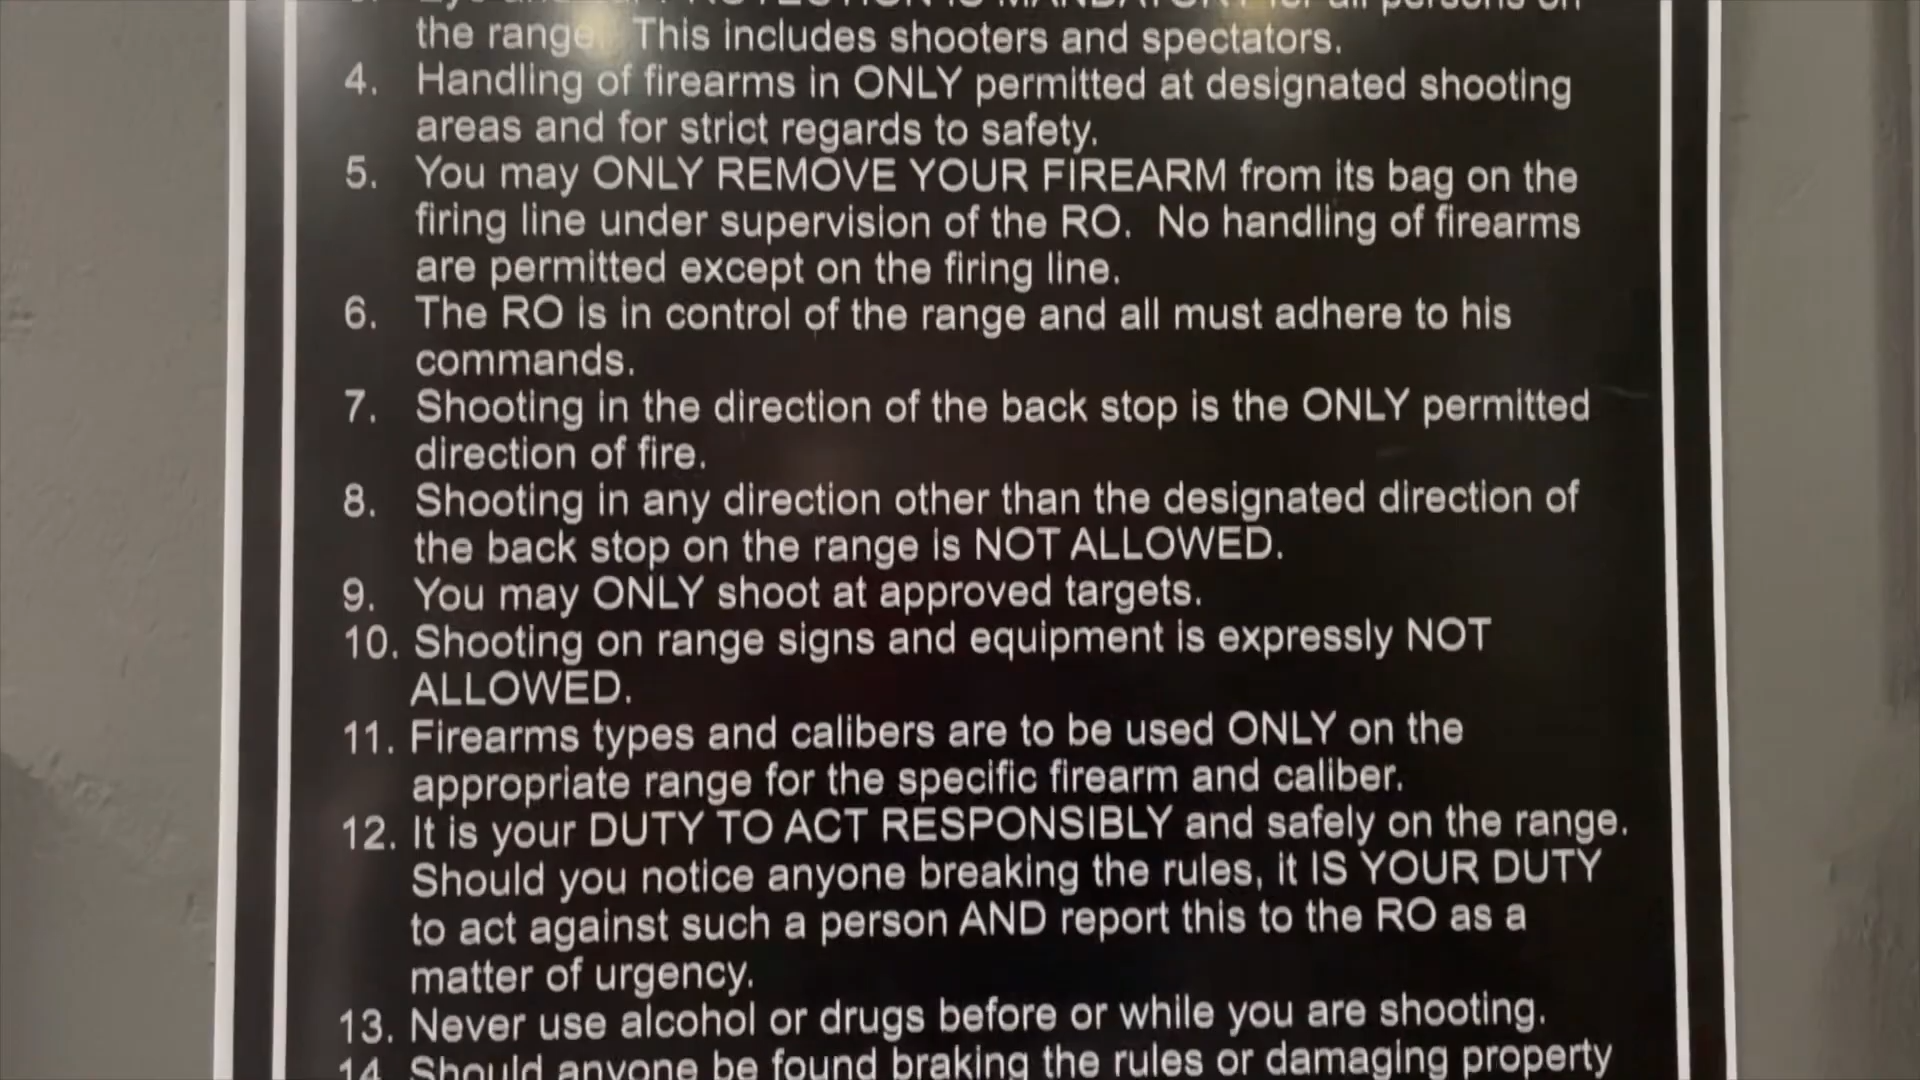 PROTECTION IS MANDATORY for all persons on
the range. This includes shooters and spectators.
4. Handling of firearms in ONLY permitted at designated shooting
areas and for strict regards to safety.
5. You may ONLY REMOVE YOUR FIREARM from its bag on the
firing line under supervision of the RO. No handling of firearms
are permitted except on the firing line.
6. The RO is in control of the range and all must adhere to his
commands.
7. Shooting in the direction of the back stop is the ONLY permitted
direction of fire.
8. Shooting in any direction other than the designated direction of
the back stop on the range is NOT ALLOWED.
9. You may ONLY shoot at approved targets.
10. Shooting on range signs and equipment is expressly NOT
ALLOWED.
11. Firearms types and calibers are to be used ONLY on the
appropriate range for the specific firearm and caliber.
12. It is your DUTY TO ACT RESPONSIBLY and safely on the range.
Should you notice anyone breaking the rules, it IS YOUR DUTY
to act against such a person AND report this to the RO as a
matter of urgency.
13. Never use alcohol or drugs before or while you are shooting.
14. Should anyone be found braking the rules or damaging property